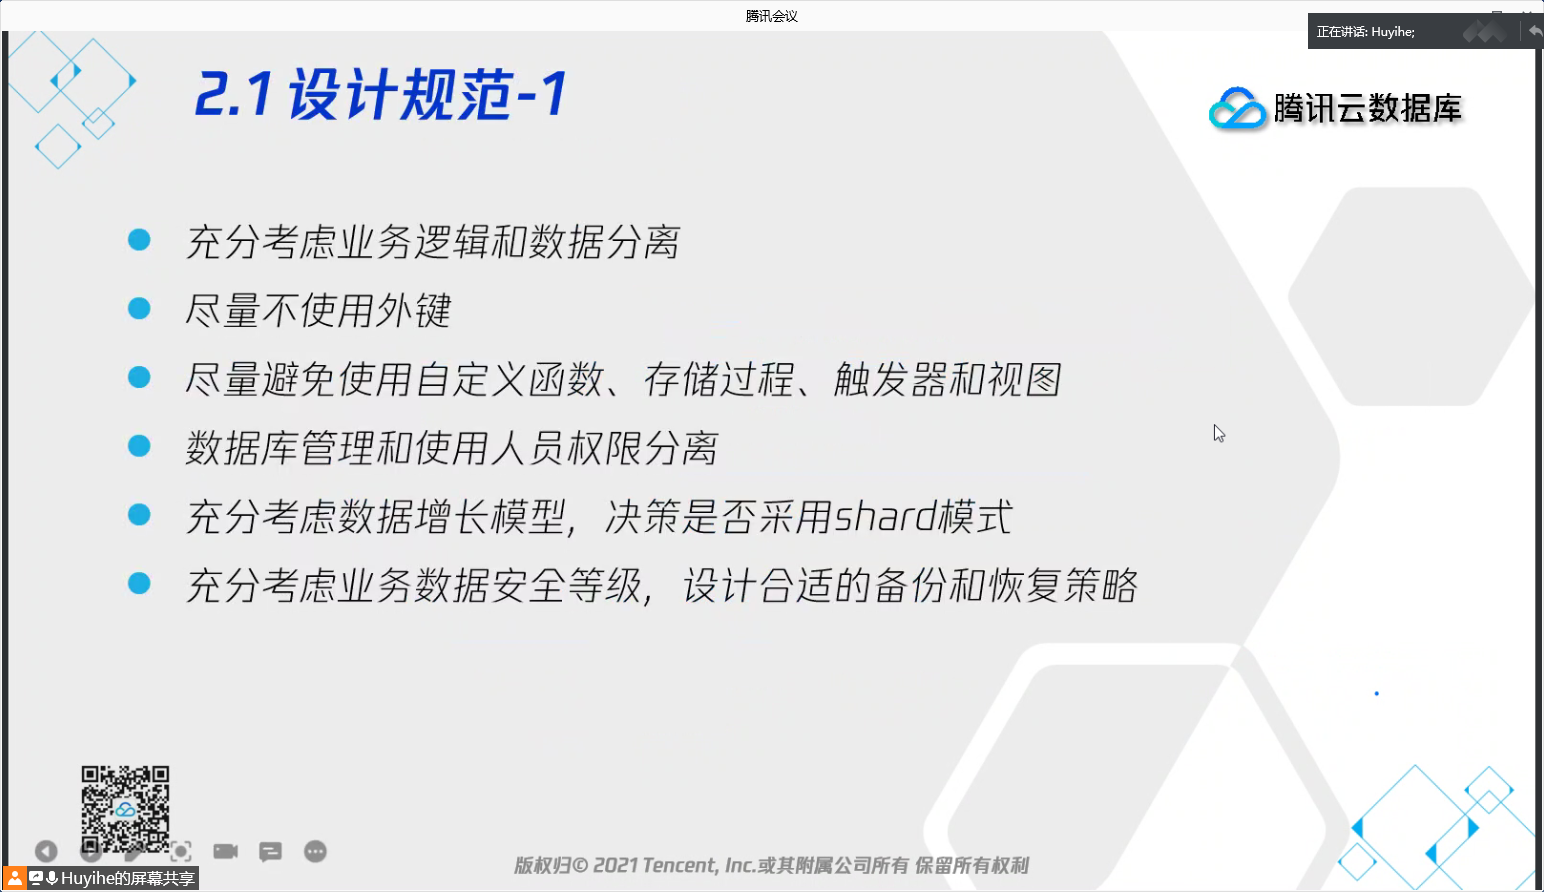 腾讯会议
正在讲话: Huyihe;
2.1 设计规范-1
腾讯云数据库
充分考虑业务逻辑和数据分离
尽量不使用外键
尽量避免使用自定义函数、存储过程、触发器和视图
数据库管理和使用人员权限分离
充分考虑数据增长模型，决策是否采用shard模式
充分考虑业务数据安全等级，设计合适的备份和恢复策略
版权归© 2021 Tencent, Inc.或其附属公司所有 保留所有权利
Huyihe的屏幕共享